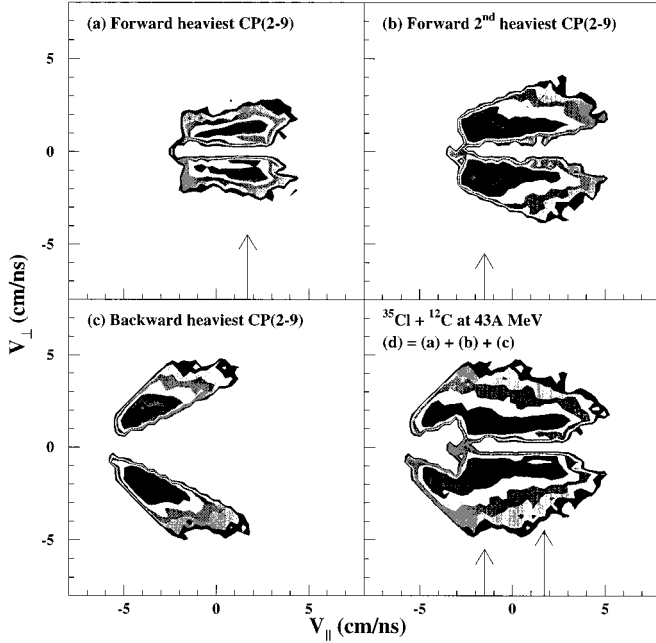 (a) Forward heaviest CP(2-9)
(b) Forward 2nd heaviest CP(2-9)
5
0
-5
(c) Backward heaviest CP(2-9)
35Cl + 12C at 43A MeV
(d) = (a) + (b) + (c)
5
0
-5
-5
0
5
-5
0
5
V⊥ (cm/ns)
V|| (cm/ns)